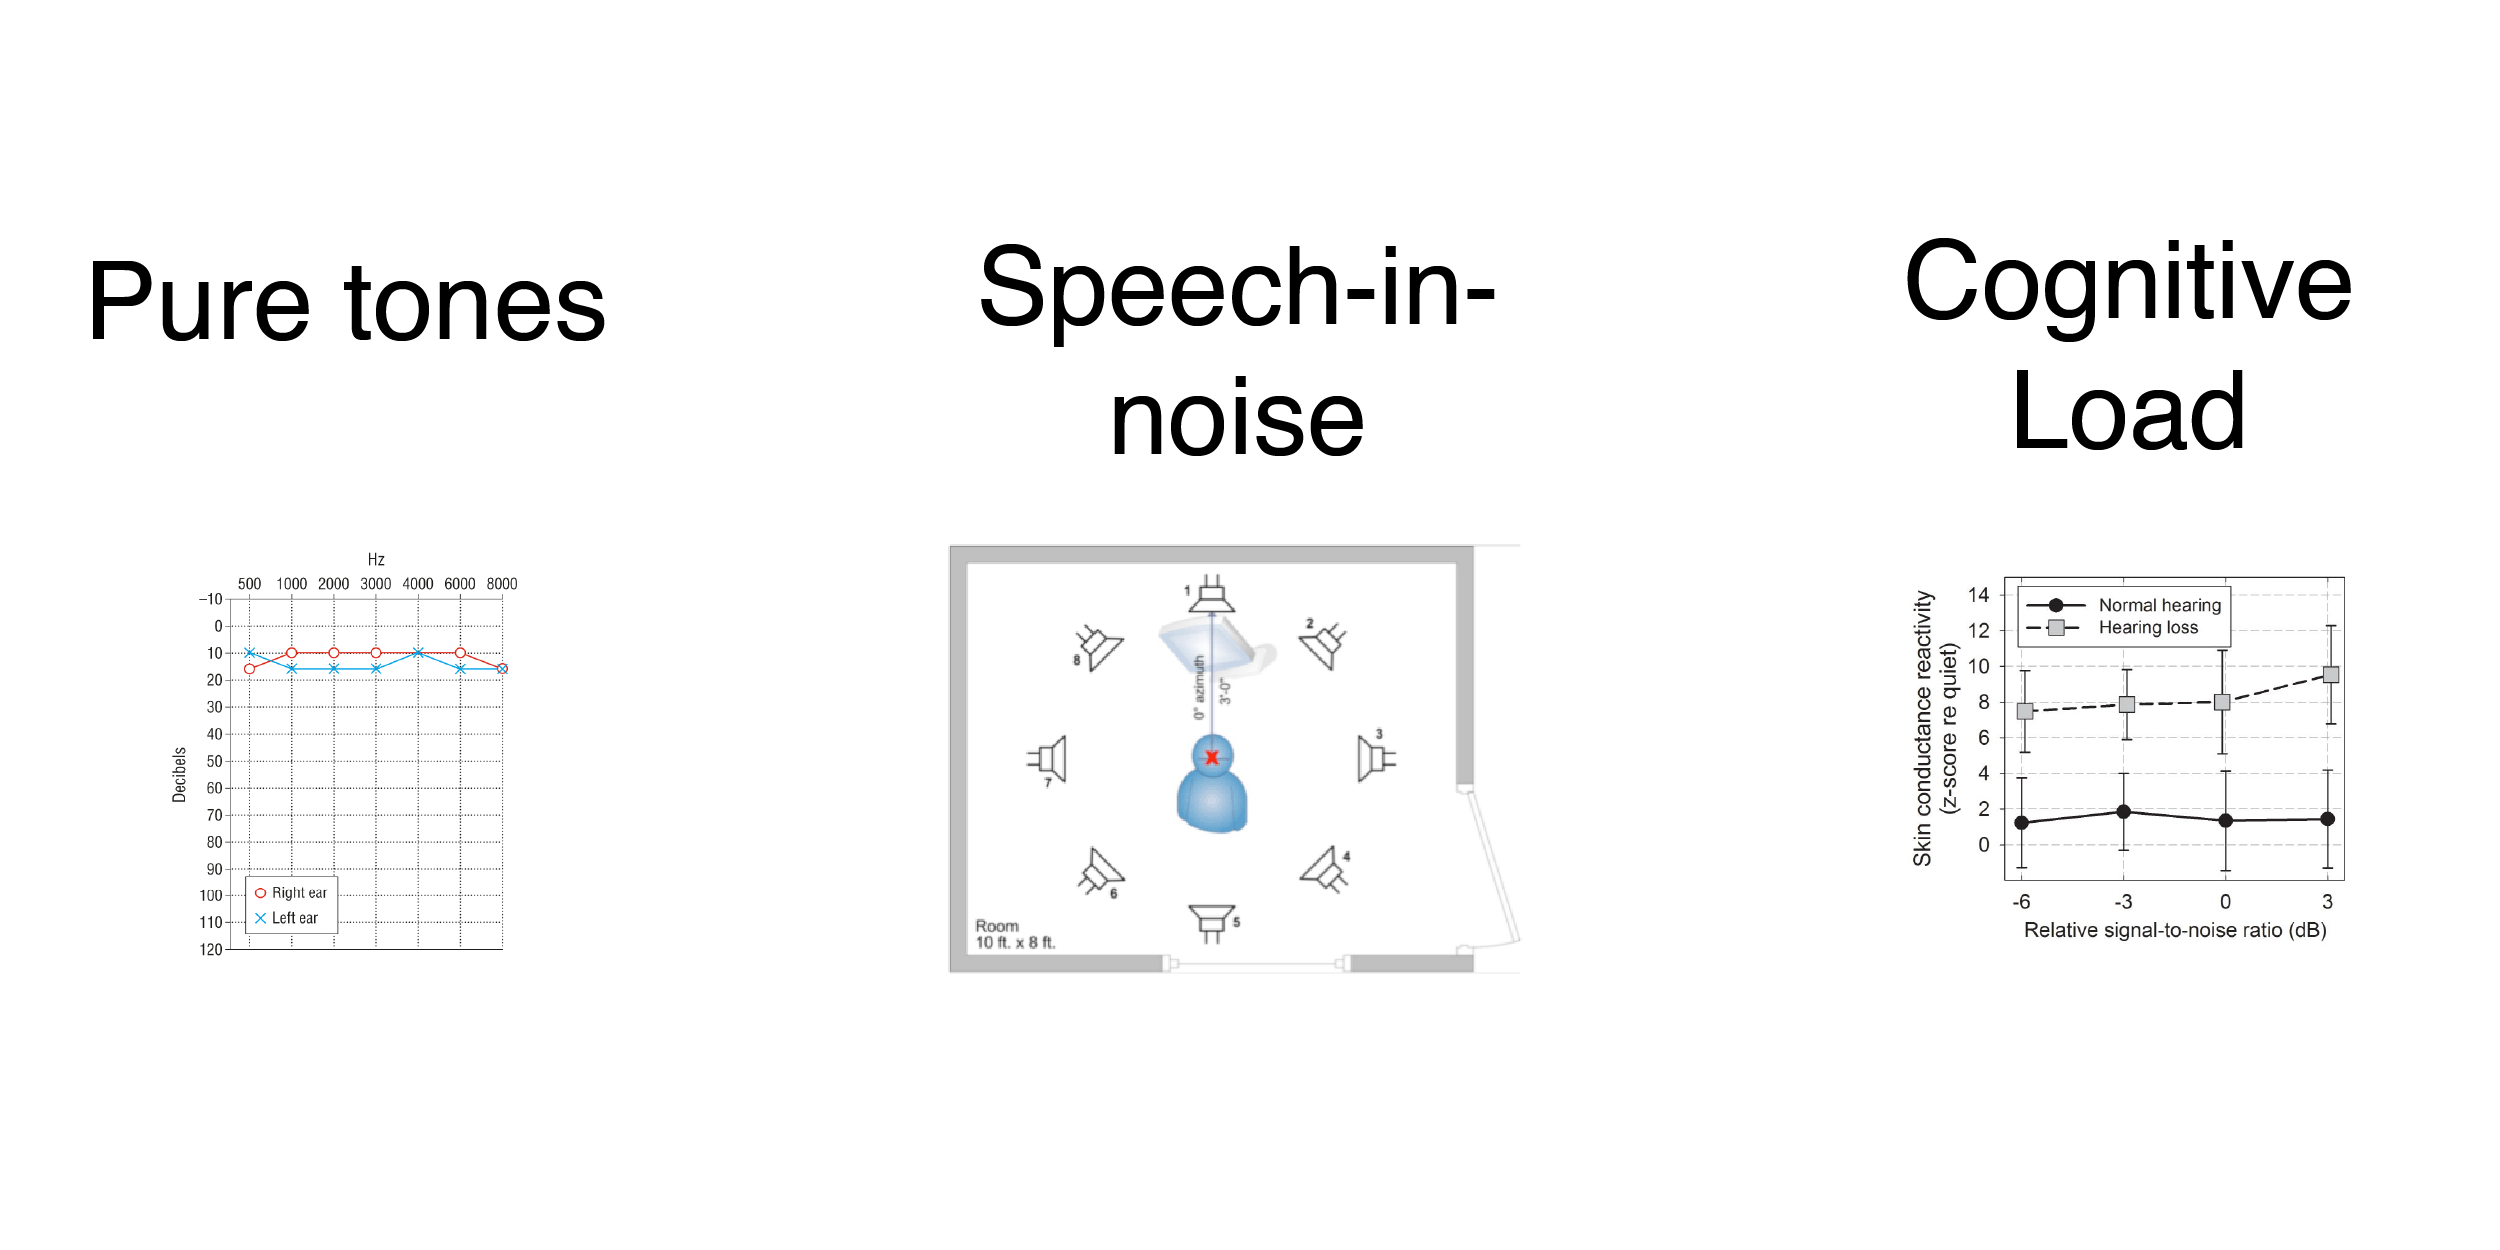 Pure tones
Speech-in-
noise
Cognitive
Load
Hz
500 1000 2000 3000 4000 6000 8000
–10
0
10
20
30
40
50
60
70
80
90
100
110
120
Decibels
Right ear
Left ear
1
2
3
4
5
6
7
8
0° azimuth
3'-0"
Room
10 ft. x 8 ft.
Skin conductance reactivity
(z-score re quiet)
14
12
10
8
6
4
2
0
Normal hearing
Hearing loss
-6 -3 0 3
Relative signal-to-noise ratio (dB)